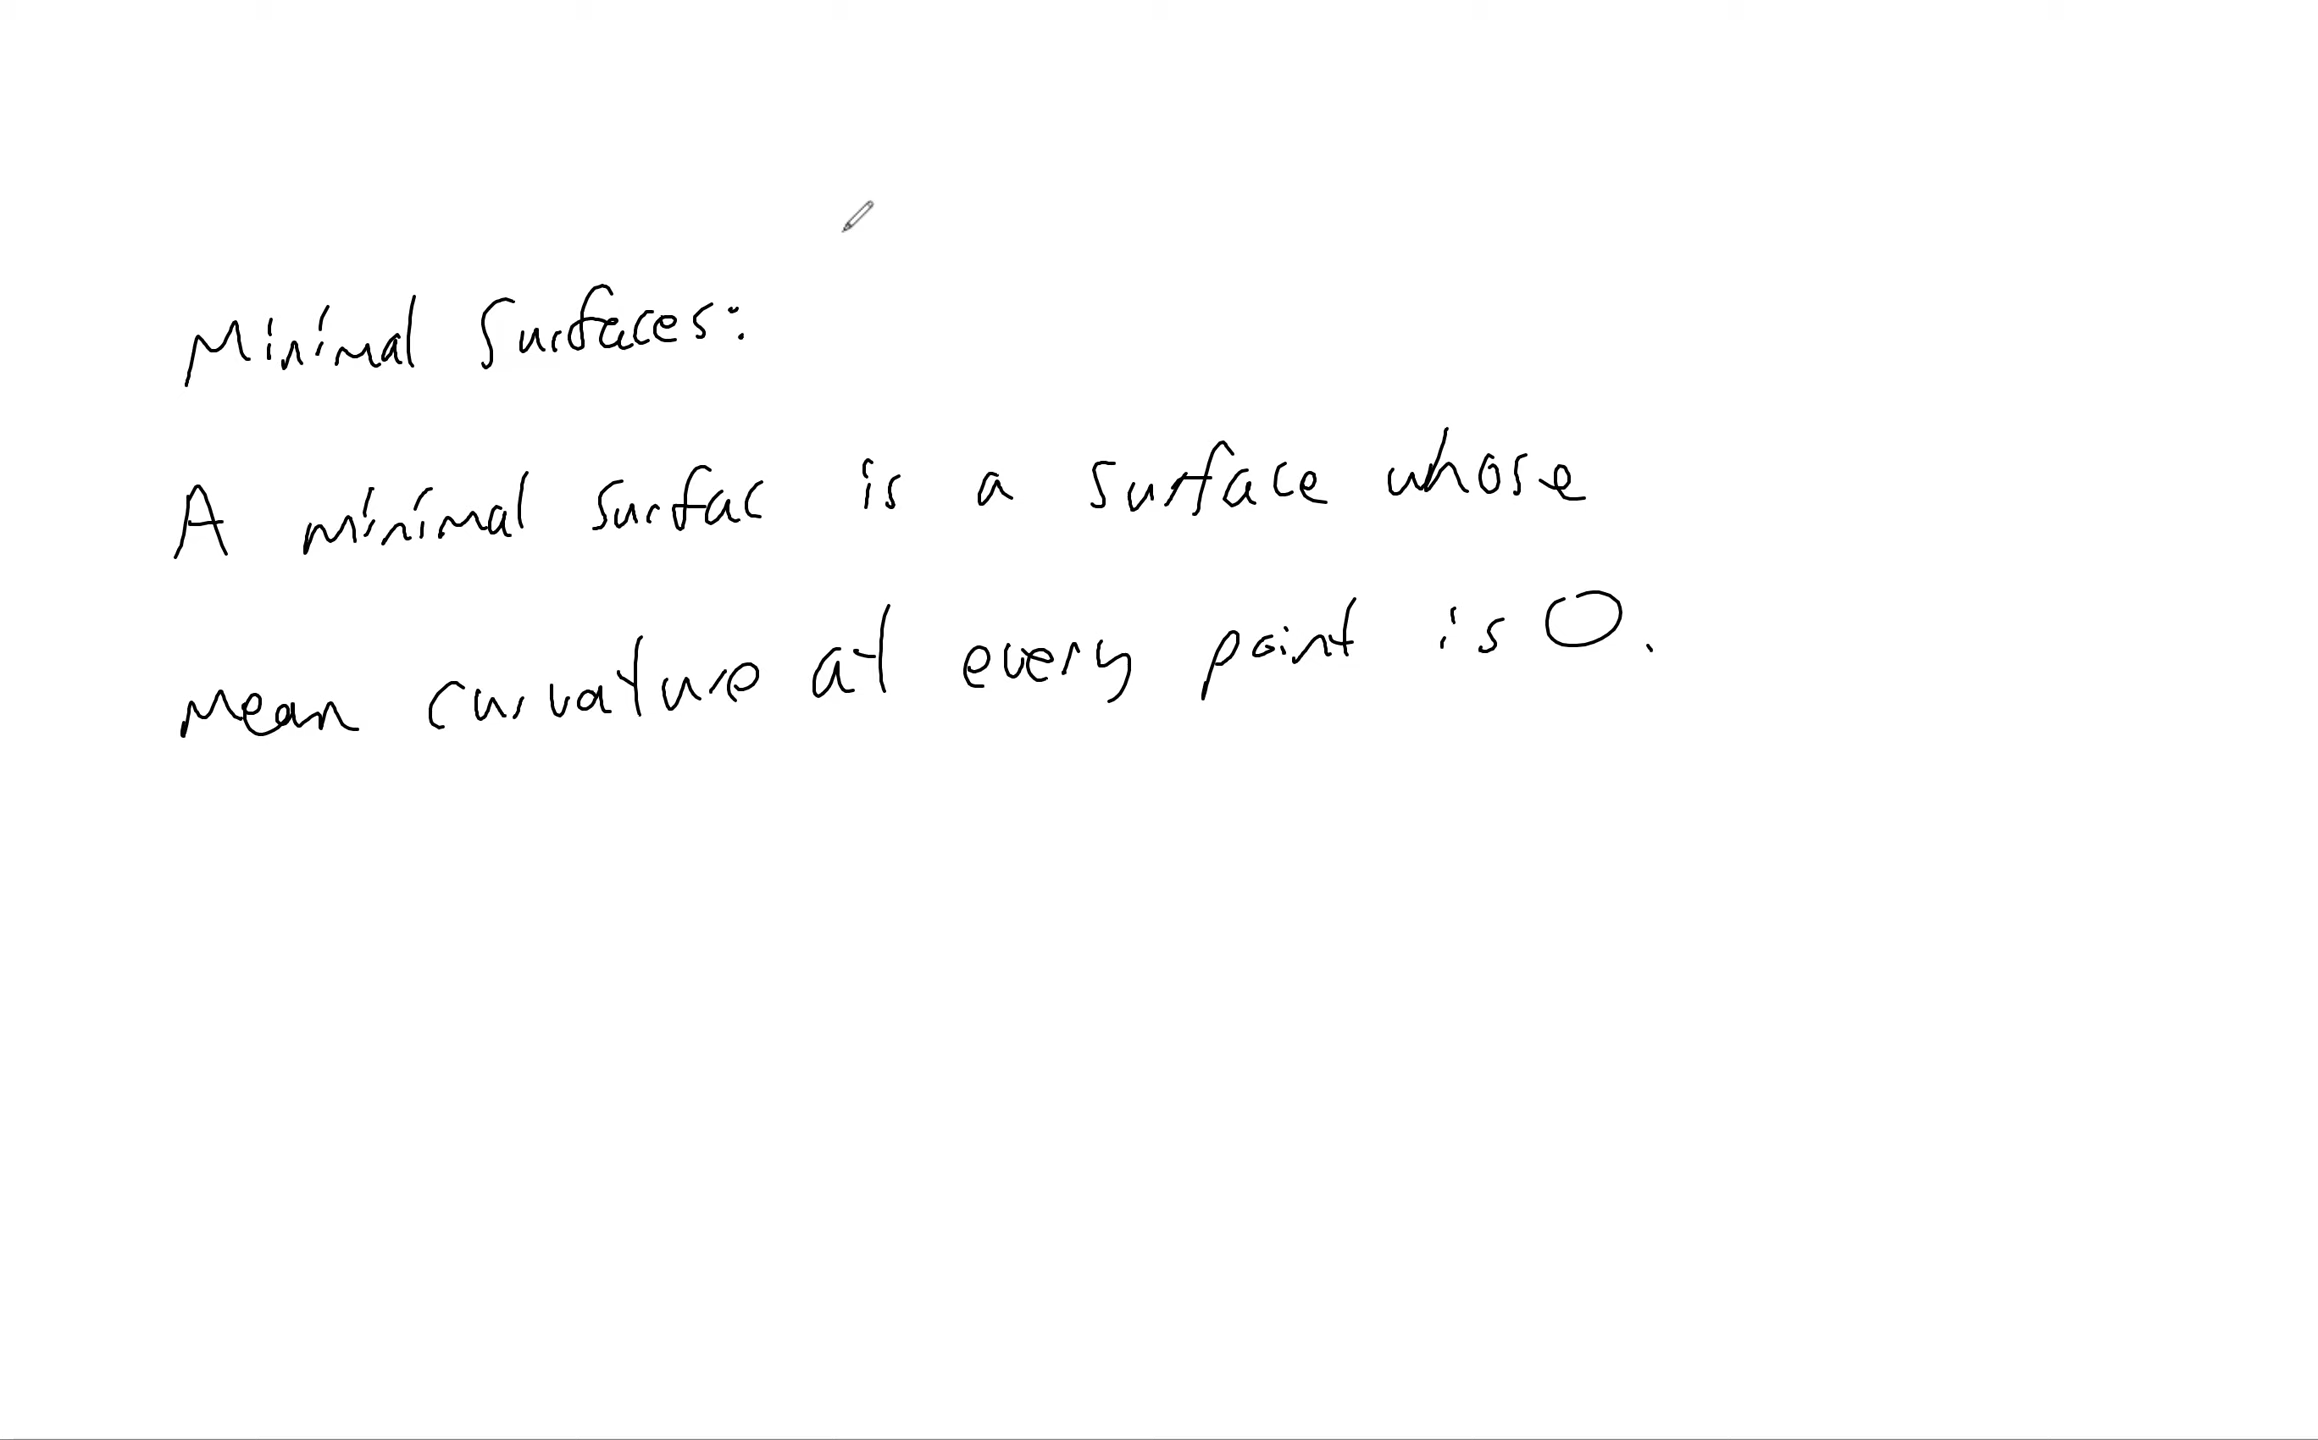 Minimal Surfaces:
A minimal surfac is a surface whose
mean curvature at every point is 0.